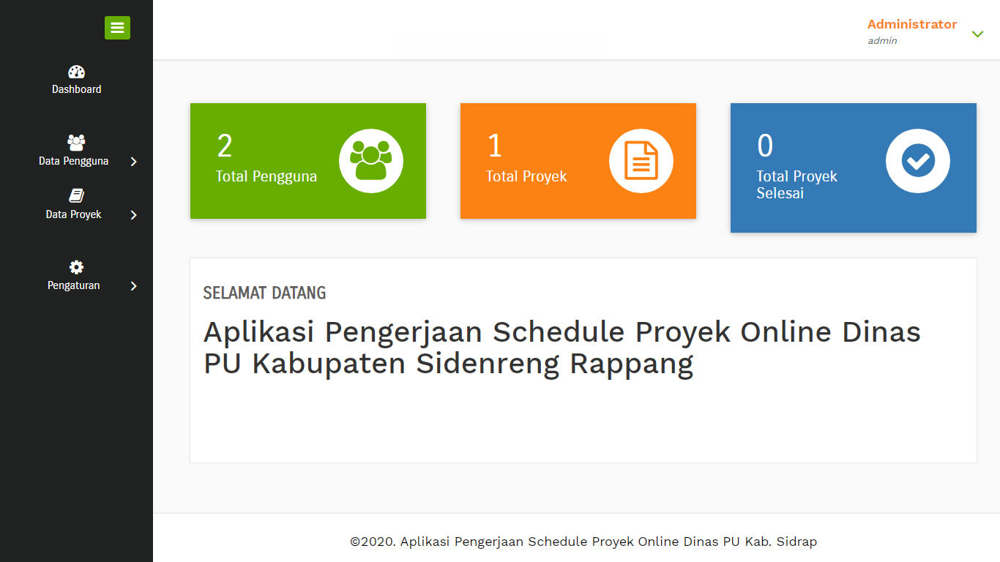 Administrator
admin
Dashboard
Data Pengguna
Data Proyek
Pengaturan
2
Total Pengguna
1
Total Proyek
0
Total Proyek
Selesai
SELAMAT DATANG
Aplikasi Pengerjaan Schedule Proyek Online Dinas
PU Kabupaten Sidenreng Rappang
©2020. Aplikasi Pengerjaan Schedule Proyek Online Dinas PU Kab. Sidrap